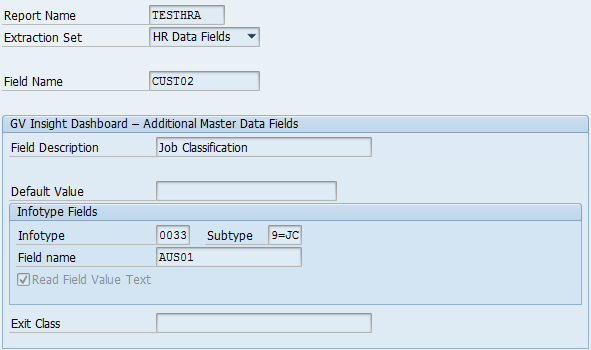 Report Name TESTHRA
Extraction Set HR Data Fields
Field Name CUST02
GV Insight Dashboard – Additional Master Data Fields
Field Description Job Classification
Default Value
Infotype Fields
Infotype 0033 Subtype 9=JC
Field name AUS01
Read Field Value Text
Exit Class